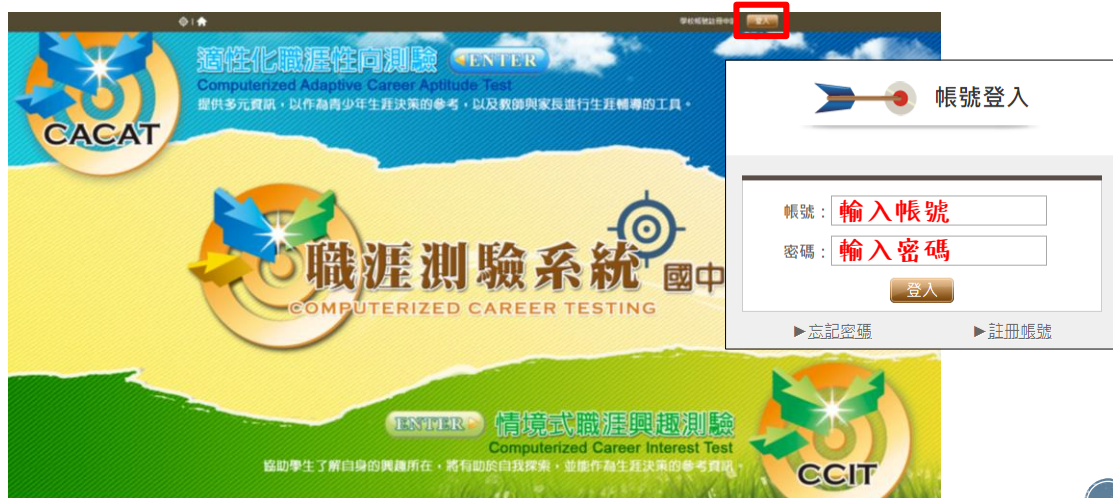 學校帳號註冊申請
登入
適性化職涯性向測驗 ENTER
Computerized Adaptive Career Aptitude Test
提供多元資訊，以作為青少年生涯決策的參考，以及教師與家長進行生涯輔導的工具。
CACAT
帳號登入
帳號：輸入帳號
密碼：輸入密碼
登入
►忘記密碼
►註冊帳號
職涯測驗系統 國中
COMPUTERIZED CAREER TESTING
ENTER 情境式職涯興趣測驗
Computerized Career Interest Test
協助學生了解自身的興趣所在，將有助於自我探索，並能作為生涯決策的參考資訊。
CCIT